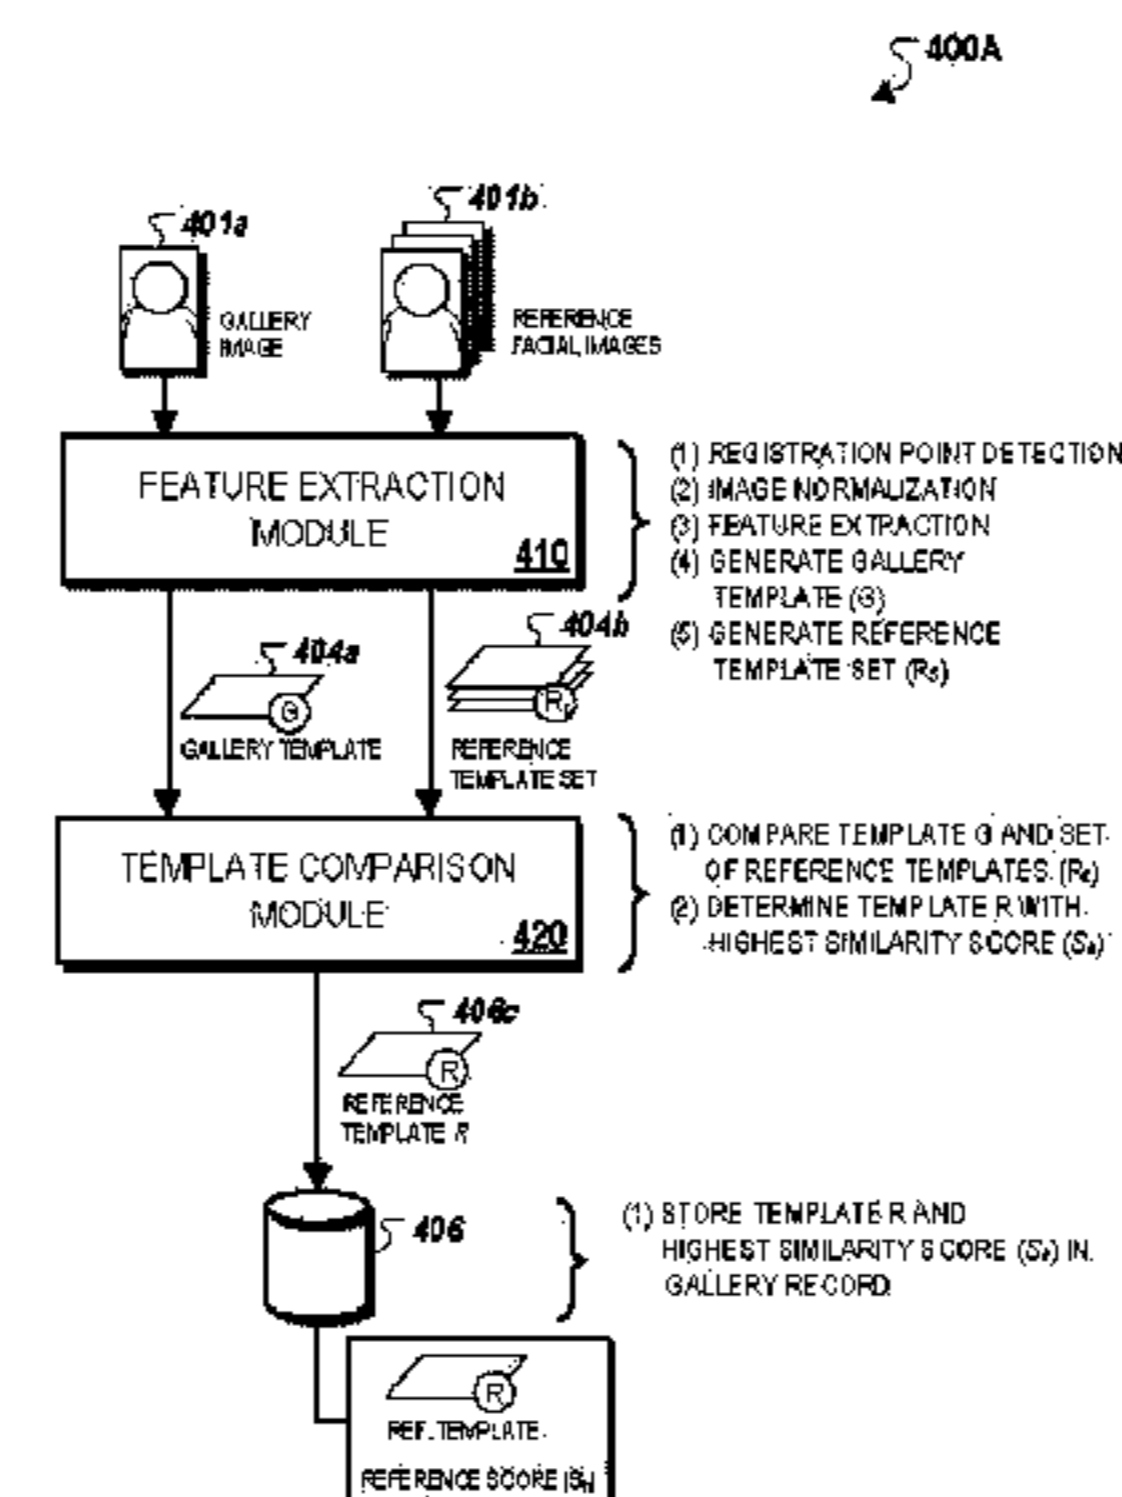 400A
401a
401b
GALLERY
IMAGE
REFERENCE
FACIAL IMAGES
FEATURE EXTRACTION
MODULE
410
(1) REGISTRATION POINT DETECTION
(2) IMAGE NORMALIZATION
(3) FEATURE EXTRACTION
(4) GENERATE GALLERY
TEMPLATE (G)
(5) GENERATE REFERENCE
TEMPLATE SET (Rs)
404a
G
GALLERY TEMPLATE
404b
REFERENCE
TEMPLATE SET
TEMPLATE COMPARISON
MODULE
420
(1) COMPARE TEMPLATE G AND SET
OF REFERENCE TEMPLATES (Rs)
(2) DETERMINE TEMPLATE R WITH
HIGHEST SIMILARITY SCORE
406c
R
REFERENCE
TEMPLATE R
406
(1) STORE TEMPLATE R AND
HIGHEST SIMILARITY SCORE IN
GALLERY RECORD
R
REF. TEMPLATE
REFERENCE SCORE